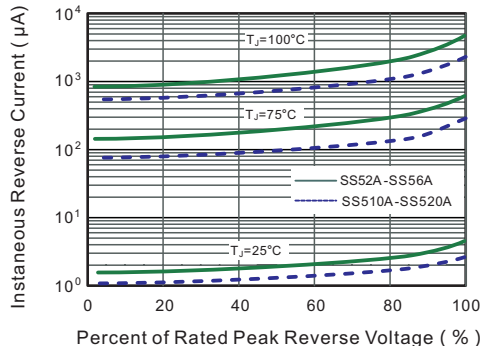 Instaneous Reverse Current ( μA)
10⁴
10³
10²
10¹
10⁰
TJ=100°C
TJ=75°C
SS52A-SS56A
SS510A-SS520A
TJ=25°C
0 20 40 60 80 100
Percent of Rated Peak Reverse Voltage ( % )